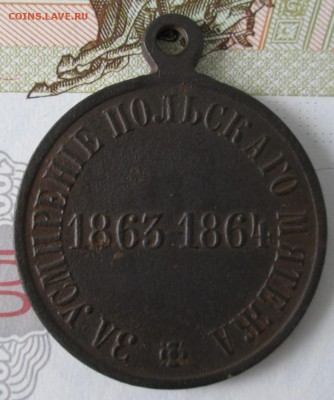 COINS.LAVE.RU
ЗА УСМИРЕНІЕ ПОЛЬСКАГО МЯТЕЖА
1863 1864